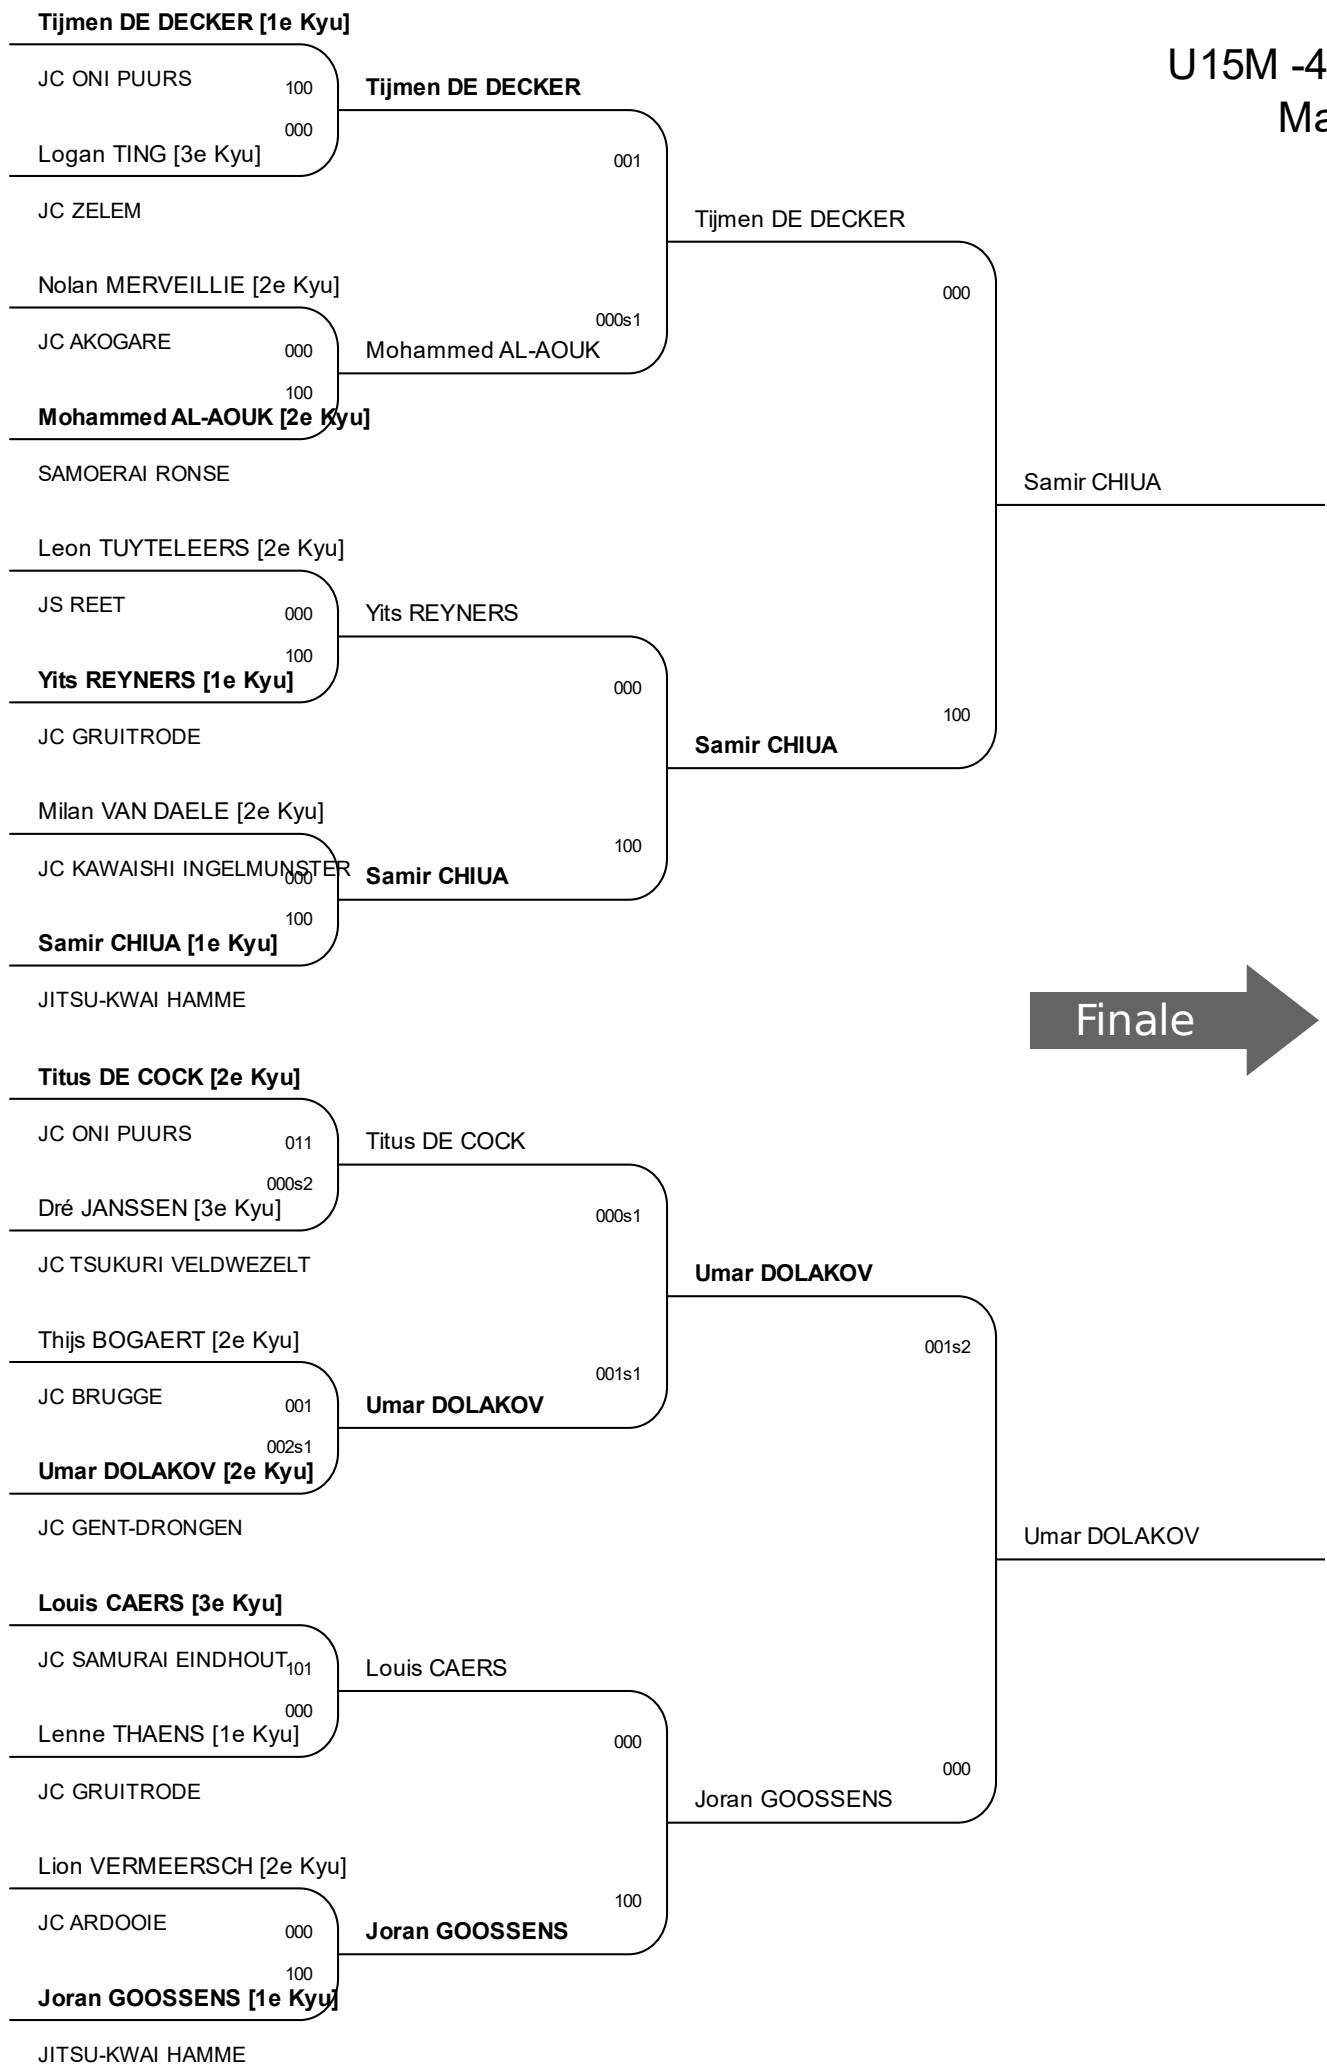 Tijmen DE DECKER [1e Kyu]
JC ONI PUURS
100
000
Logan TING [3e Kyu]
JC ZELEM
Nolan MERVEILLIE [2e Kyu]
JC AKOGARE
000
100
Mohammed AL-AOUK [2e Kyu]
SAMOERAI RONSE
Leon TUYTELEERS [2e Kyu]
JS REET
000
100
Yits REYNERS [1e Kyu]
JC GRUITRODE
Milan VAN DAELE [2e Kyu]
JC KAWAISHI INGELMUNSTER
000
100
Samir CHIUA [1e Kyu]
JITSU-KWAI HAMME
Titus DE COCK [2e Kyu]
JC ONI PUURS
011
000s2
Dré JANSSEN [3e Kyu]
JC TSUKURI VELDWEZELT
Thijs BOGAERT [2e Kyu]
JC BRUGGE
001
002s1
Umar DOLAKOV [2e Kyu]
JC GENT-DRONGEN
Louis CAERS [3e Kyu]
JC SAMURAI EINDHOUT
101
000
Lenne THAENS [1e Kyu]
JC GRUITRODE
Lion VERMEERSCH [2e Kyu]
JC ARDOOIE
000
100
Joran GOOSSENS [1e Kyu]
JITSU-KWAI HAMME
Tijmen DE DECKER
001
000s1
Mohammed AL-AOUK
Yits REYNERS
000
100
Samir CHIUA
Titus DE COCK
000s1
001s1
Umar DOLAKOV
Louis CAERS
000
100
Joran GOOSSENS
Tijmen DE DECKER
000
100
Samir CHIUA
Umar DOLAKOV
001s2
000
Joran GOOSSENS
U15M -4
Ma
Samir CHIUA
Finale
Umar DOLAKOV